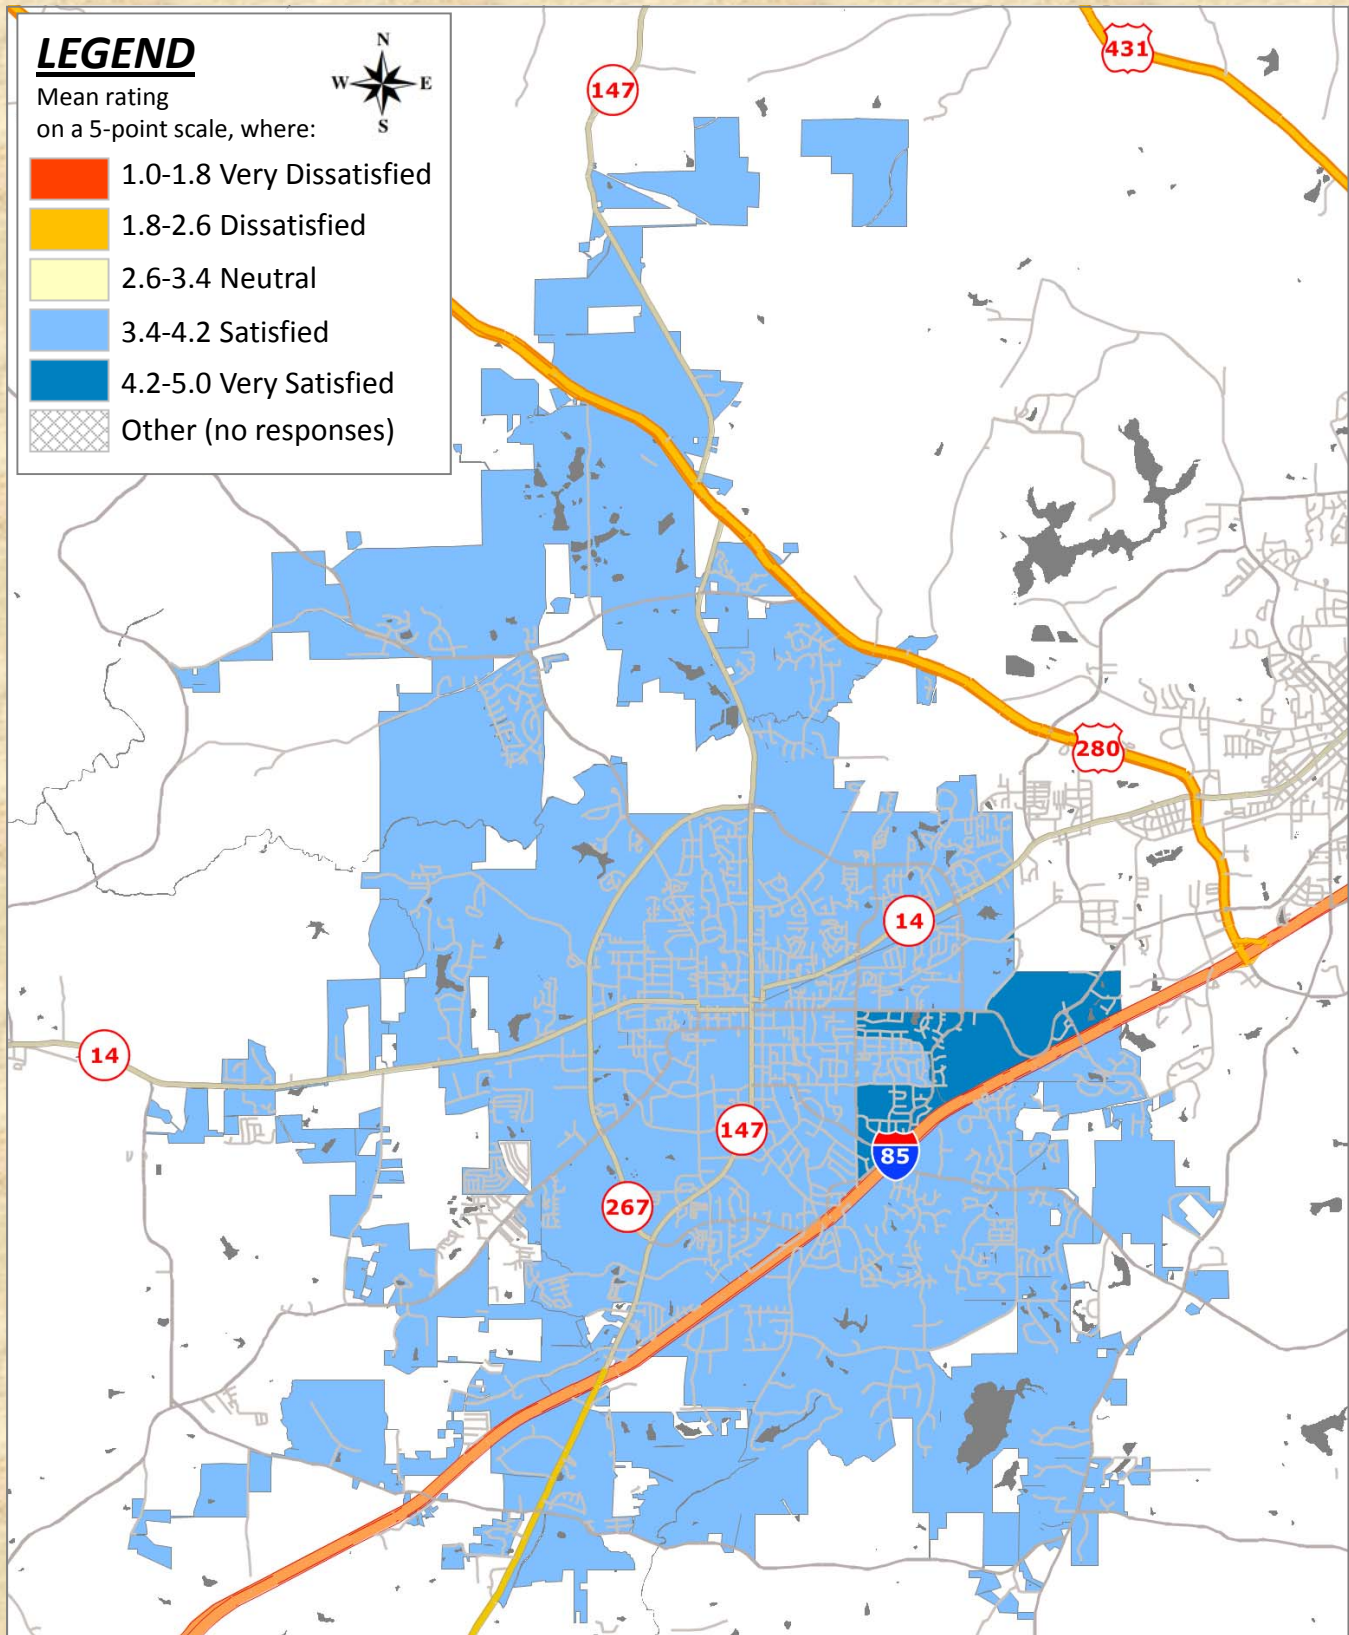 LEGEND
Mean rating
on a 5-point scale, where:
1.0-1.8 Very Dissatisfied
1.8-2.6 Dissatisfied
2.6-3.4 Neutral
3.4-4.2 Satisfied
4.2-5.0 Very Satisfied
Other (no responses)
N
W E
S
431
147
280
14
14
147
85
267